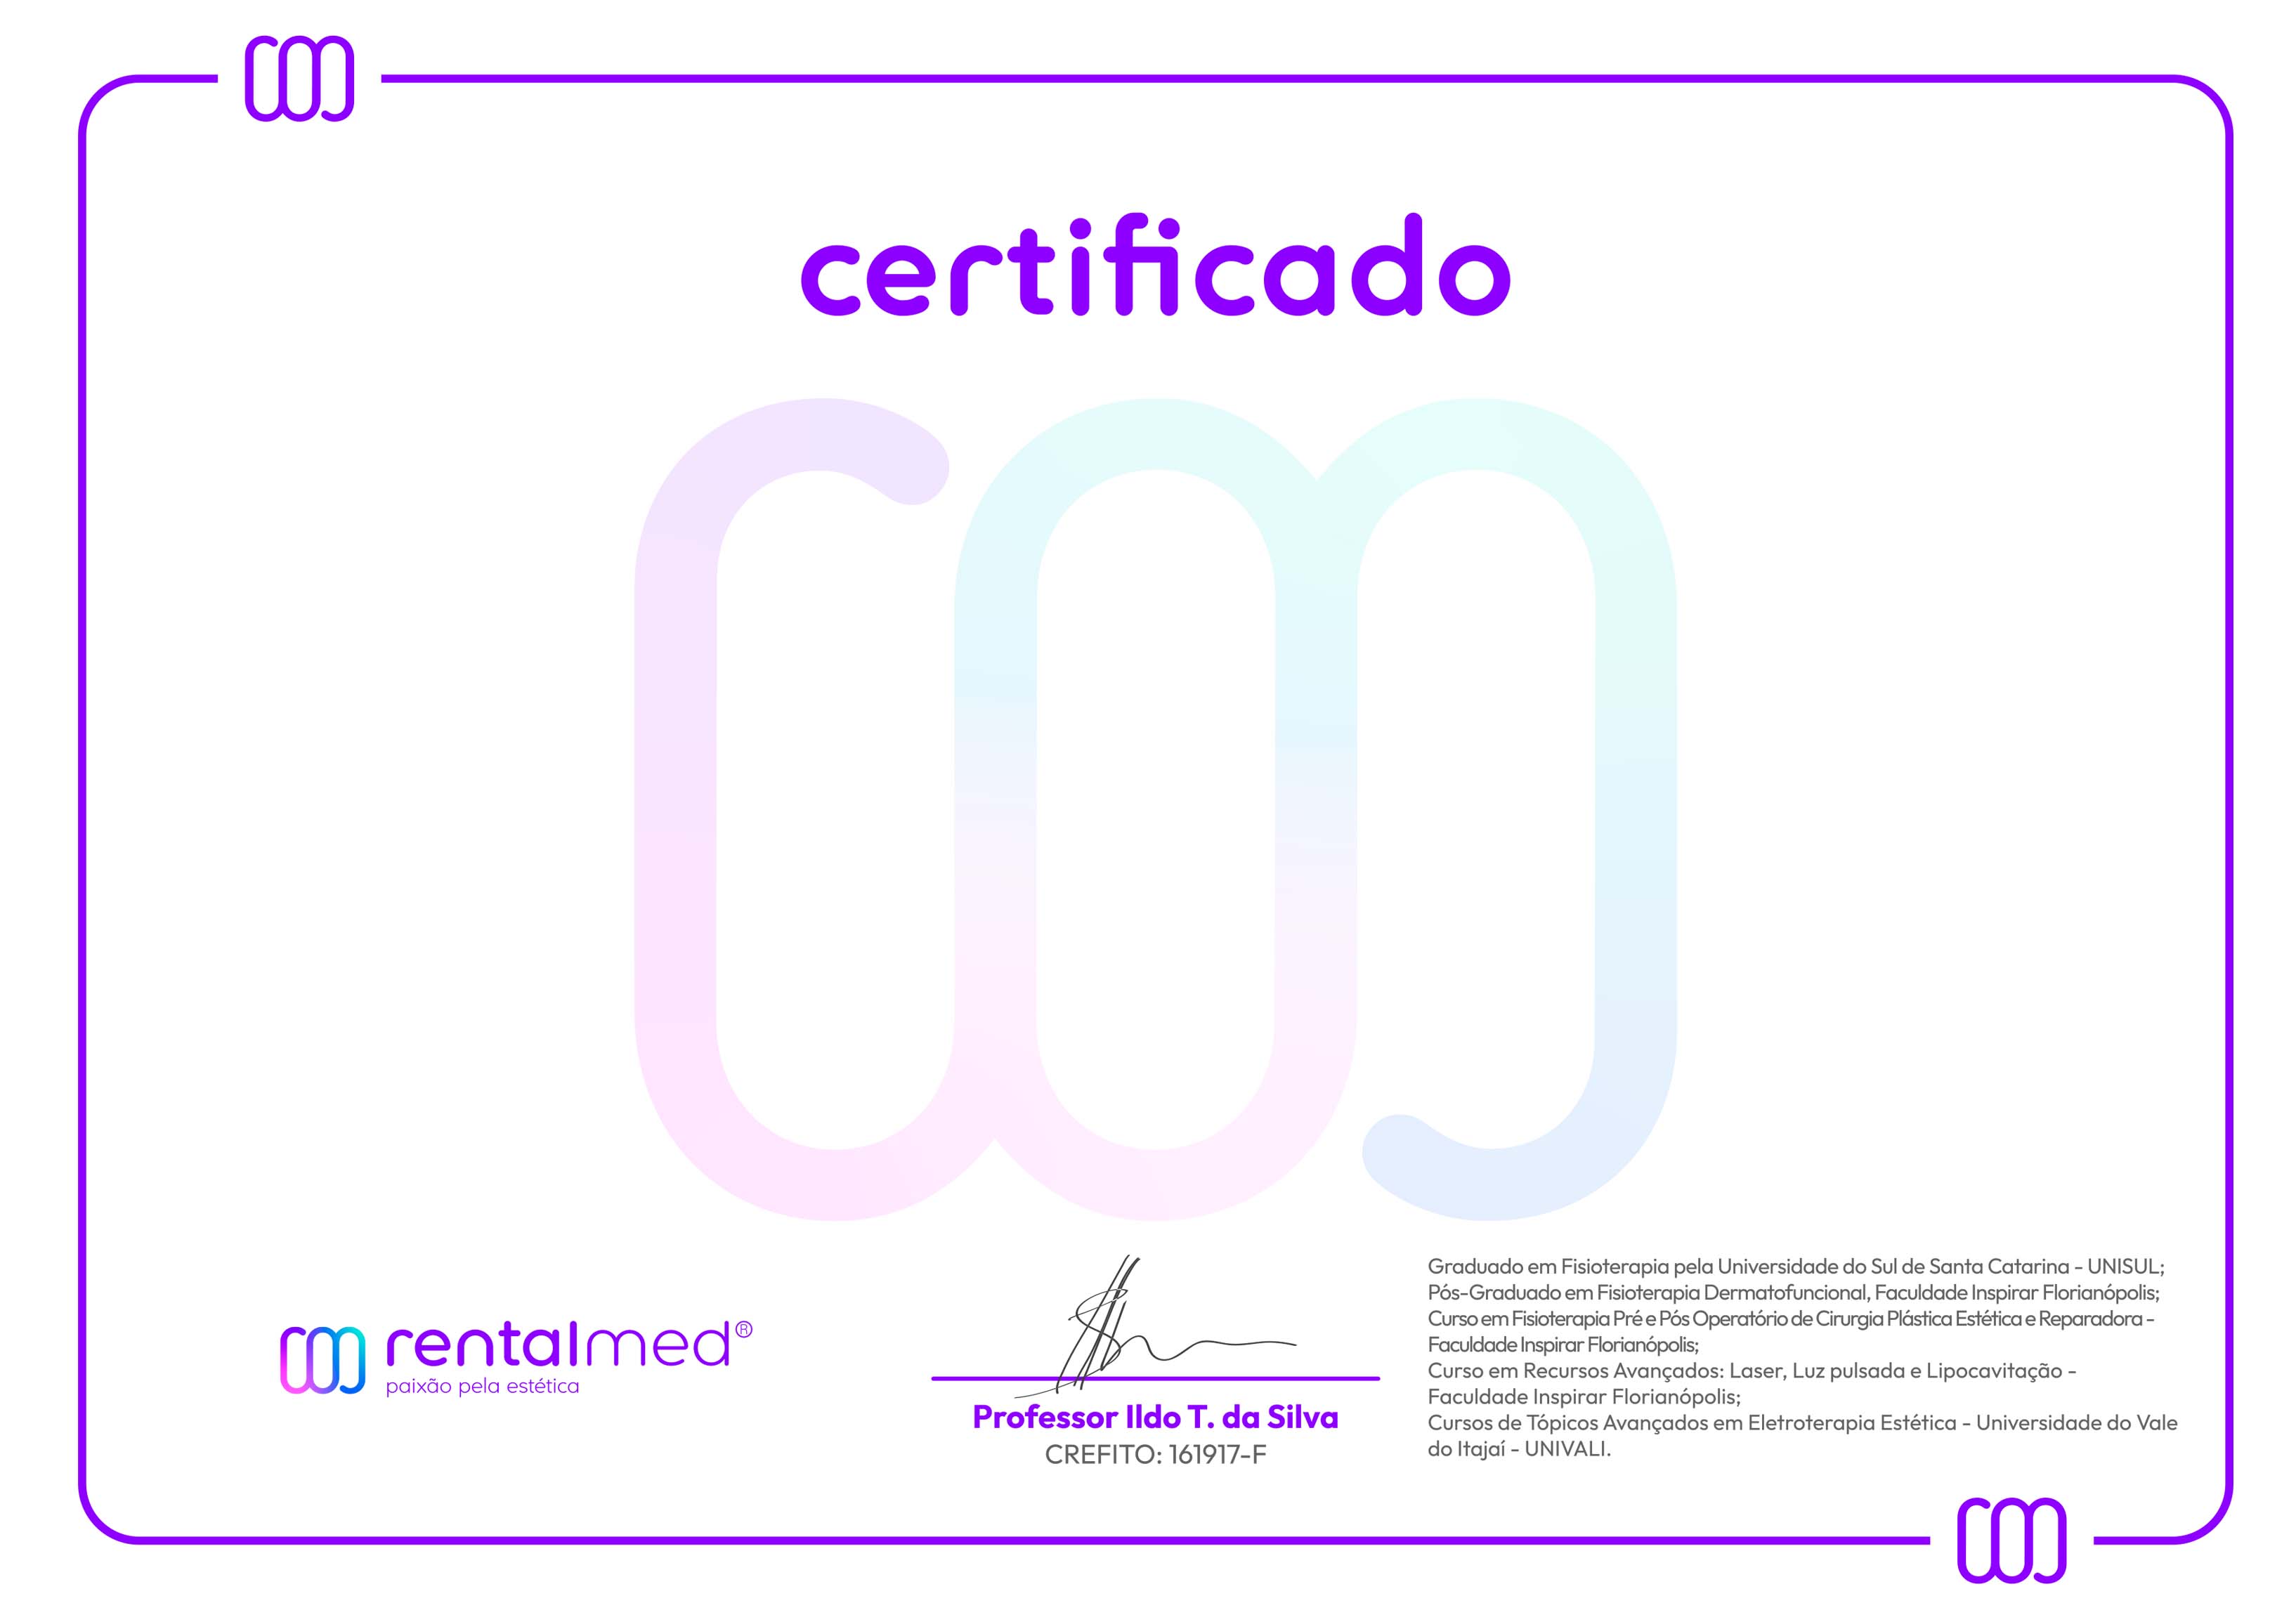 certificado
rentalmed®
paixão pela estética
Professor Ildo T. da Silva
CREFITO: 161917-F
Graduado em Fisioterapia pela Universidade do Sul de Santa Catarina - UNISUL;
Pós-Graduado em Fisioterapia Dermatofuncional, Faculdade Inspirar Florianópolis;
Curso em Fisioterapia Pré e Pós Operatório de Cirurgia Plástica Estética e Reparadora -
Faculdade Inspirar Florianópolis;
Curso em Recursos Avançados: Laser, Luz pulsada e Lipocavitação -
Faculdade Inspirar Florianópolis;
Cursos de Tópicos Avançados em Eletroterapia Estética - Universidade do Vale
do Itajaí - UNIVALI.